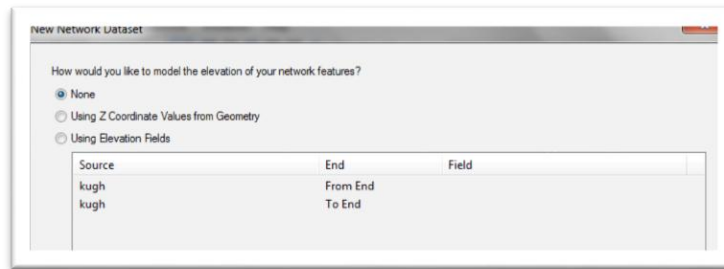 New Network Dataset
How would you like to model the elevation of your network features?
None
Using Z Coordinate Values from Geometry
Using Elevation Fields
Source End Field
kugh From End
kugh To End